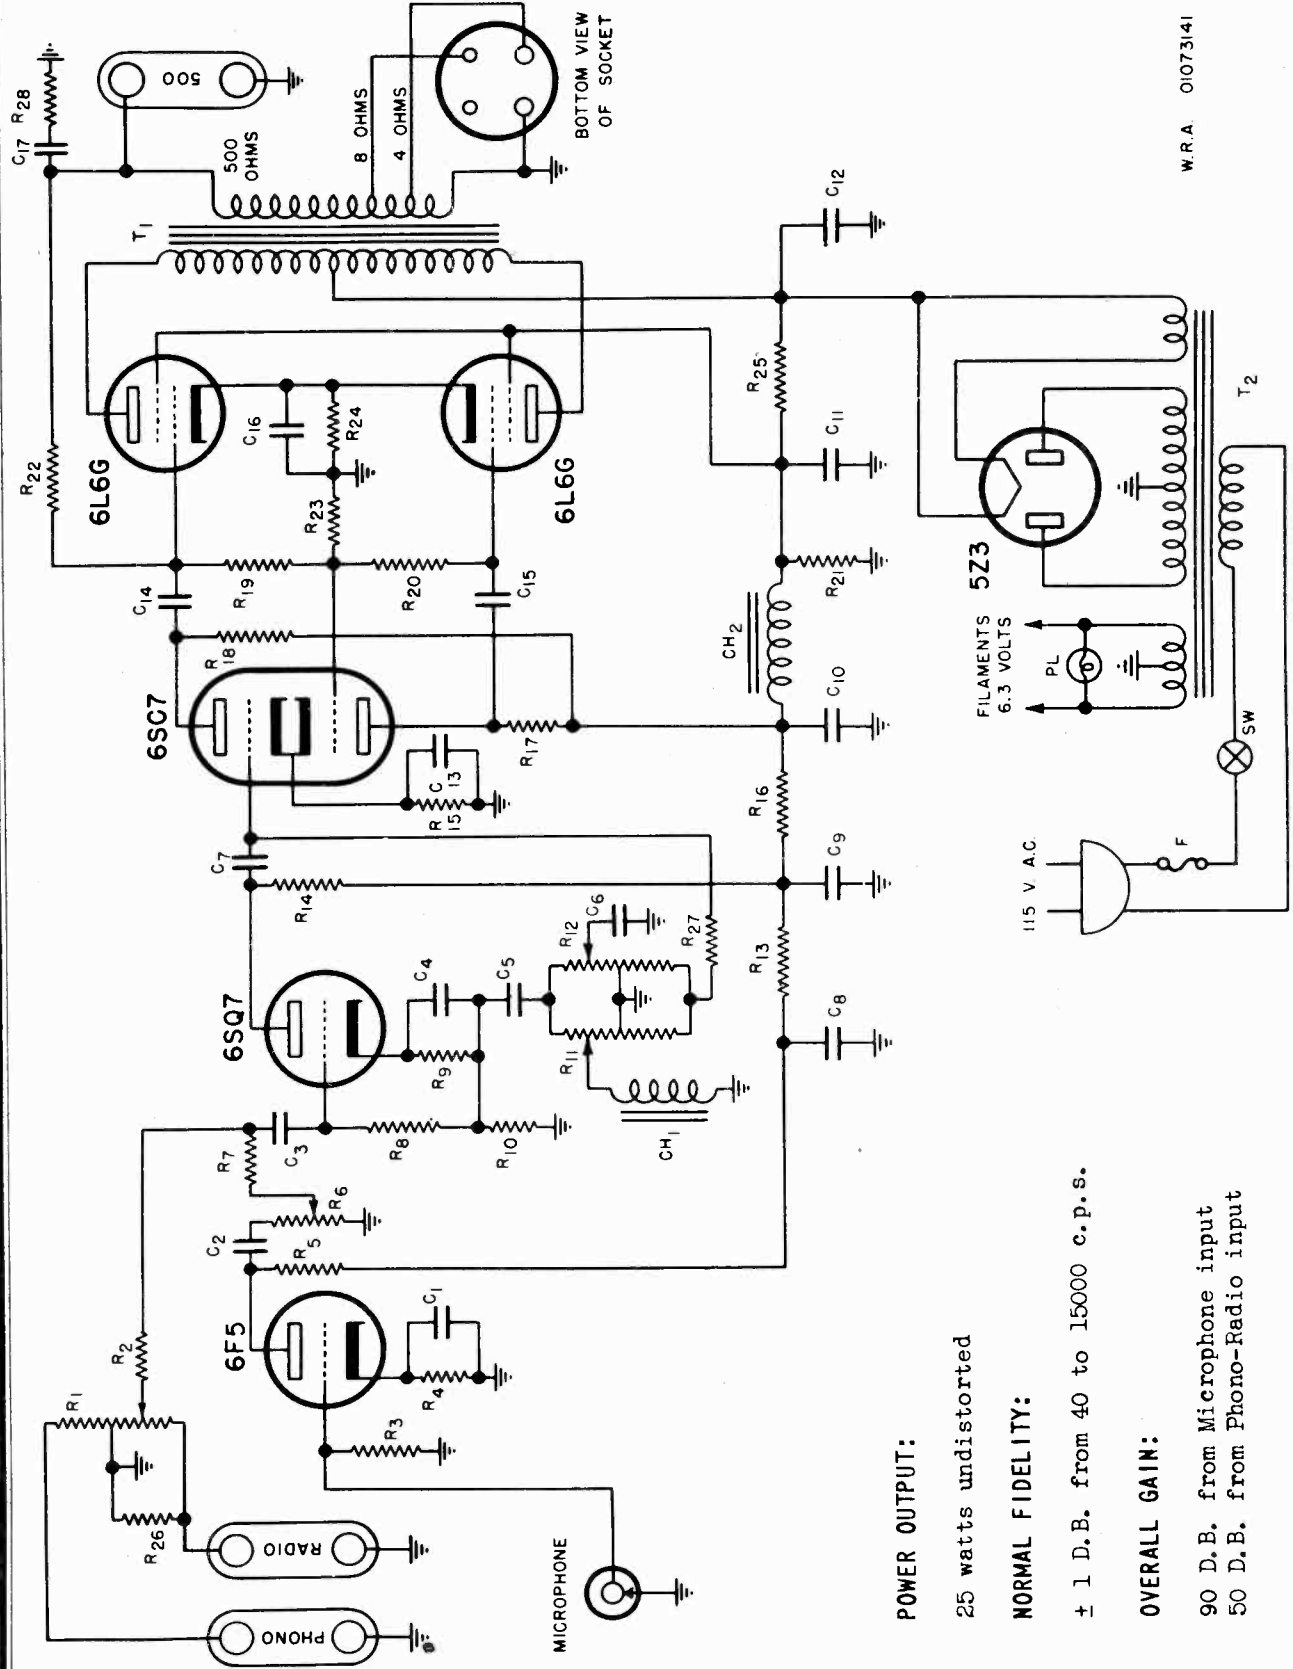 C17 R28
500
500
OHMS
8 OHMS
4 OHMS
BOTTOM VIEW
OF SOCKET
T1
R22
6L6G
C16
R24
R23
6L6G
C14
R19
R20
C15
R18
6SC7
R17
C13
R15
C7
R14
6SQ7
C4
R9
C5
R12
C6
R11
R27
CH1
R7
C3
R8
R10
C2
R6
R5
R2
6F5
C1
R4
R3
R1
R26
RADIO
PHONO
MICROPHONE
C12
R25
C11
R21
CH2
C10
R16
C9
R13
C8
5Z3
T2
FILAMENTS
6.3 VOLTS
PL
SW
F
115 V. A.C.
W.R.A. 01073141
POWER OUTPUT:
25 watts undistorted
NORMAL FIDELITY:
± 1 D.B. from 40 to 15000 c.p.s.
OVERALL GAIN:
90 D.B. from Microphone input
50 D.B. from Phono-Radio input